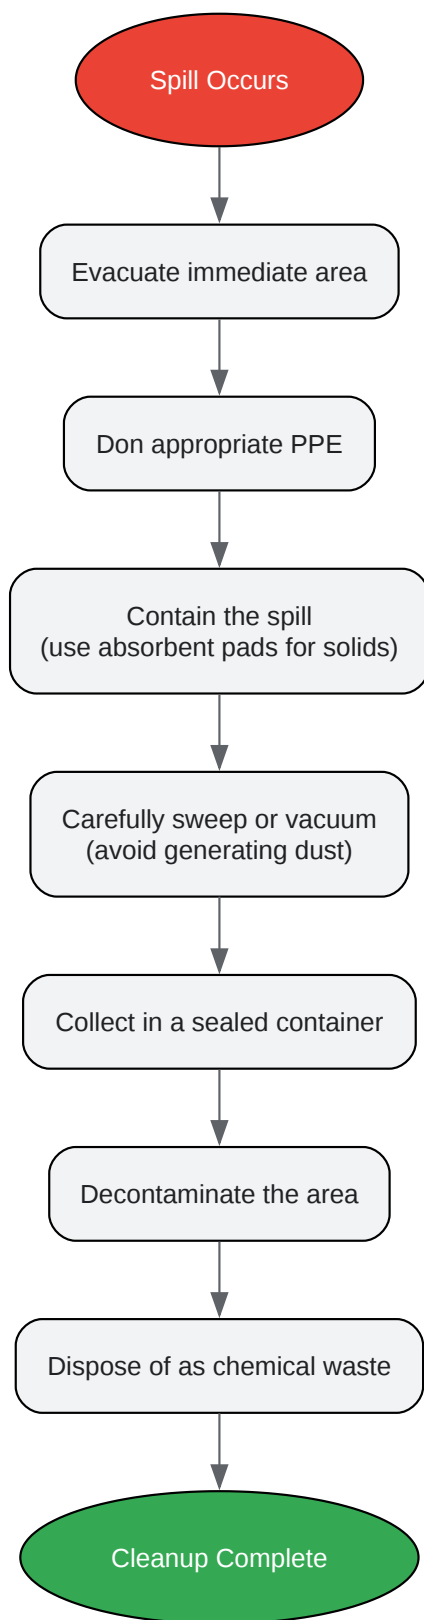 Spill Occurs
Evacuate immediate area
Don appropriate PPE
Contain the spill
(use absorbent pads for solids)
Carefully sweep or vacuum
(avoid generating dust)
Collect in a sealed container
Decontaminate the area
Dispose of as chemical waste
Cleanup Complete